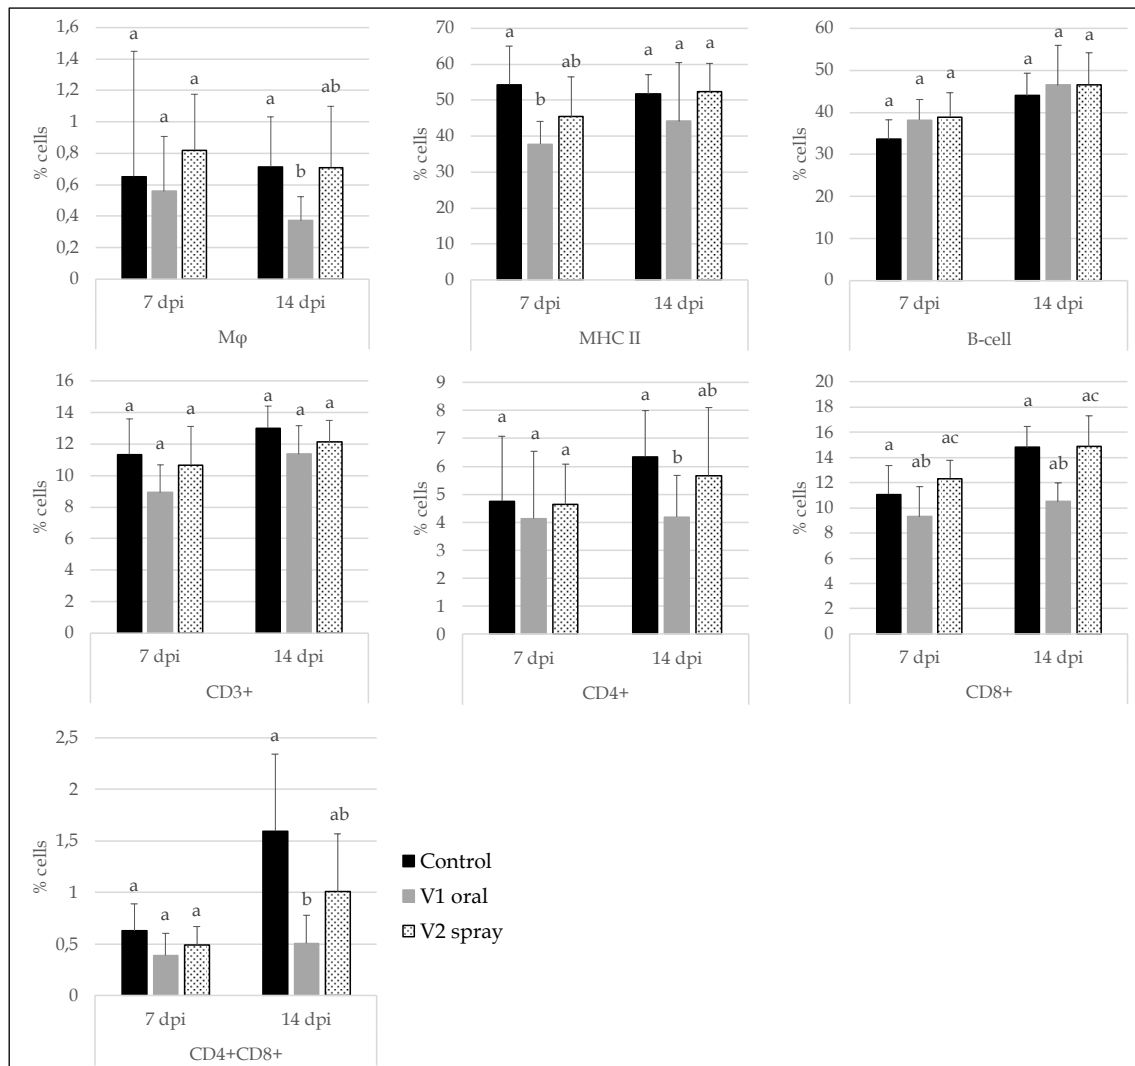 1,6
1,4
1,2
1
0,8
0,6
0,4
0,2
0
% cells
a
a
a
a
b
ab
7 dpi
14 dpi
Mφ
70
60
50
40
30
20
10
0
% cells
a
b
ab
a
a
a
7 dpi
14 dpi
MHC II
60
50
40
30
20
10
0
% cells
a
a
a
a
a
a
7 dpi
14 dpi
B-cell
16
14
12
10
8
6
4
2
0
% cells
a
a
a
a
a
a
7 dpi
14 dpi
CD3+
9
8
7
6
5
4
3
2
1
0
% cells
a
a
a
a
b
ab
7 dpi
14 dpi
CD4+
20
18
16
14
12
10
8
6
4
2
0
% cells
a
ab
ac
a
ab
ac
7 dpi
14 dpi
CD8+
2,5
2
1,5
1
0,5
0
% cells
a
a
a
a
b
ab
7 dpi
14 dpi
CD4+CD8+
Control
V1 oral
V2 spray